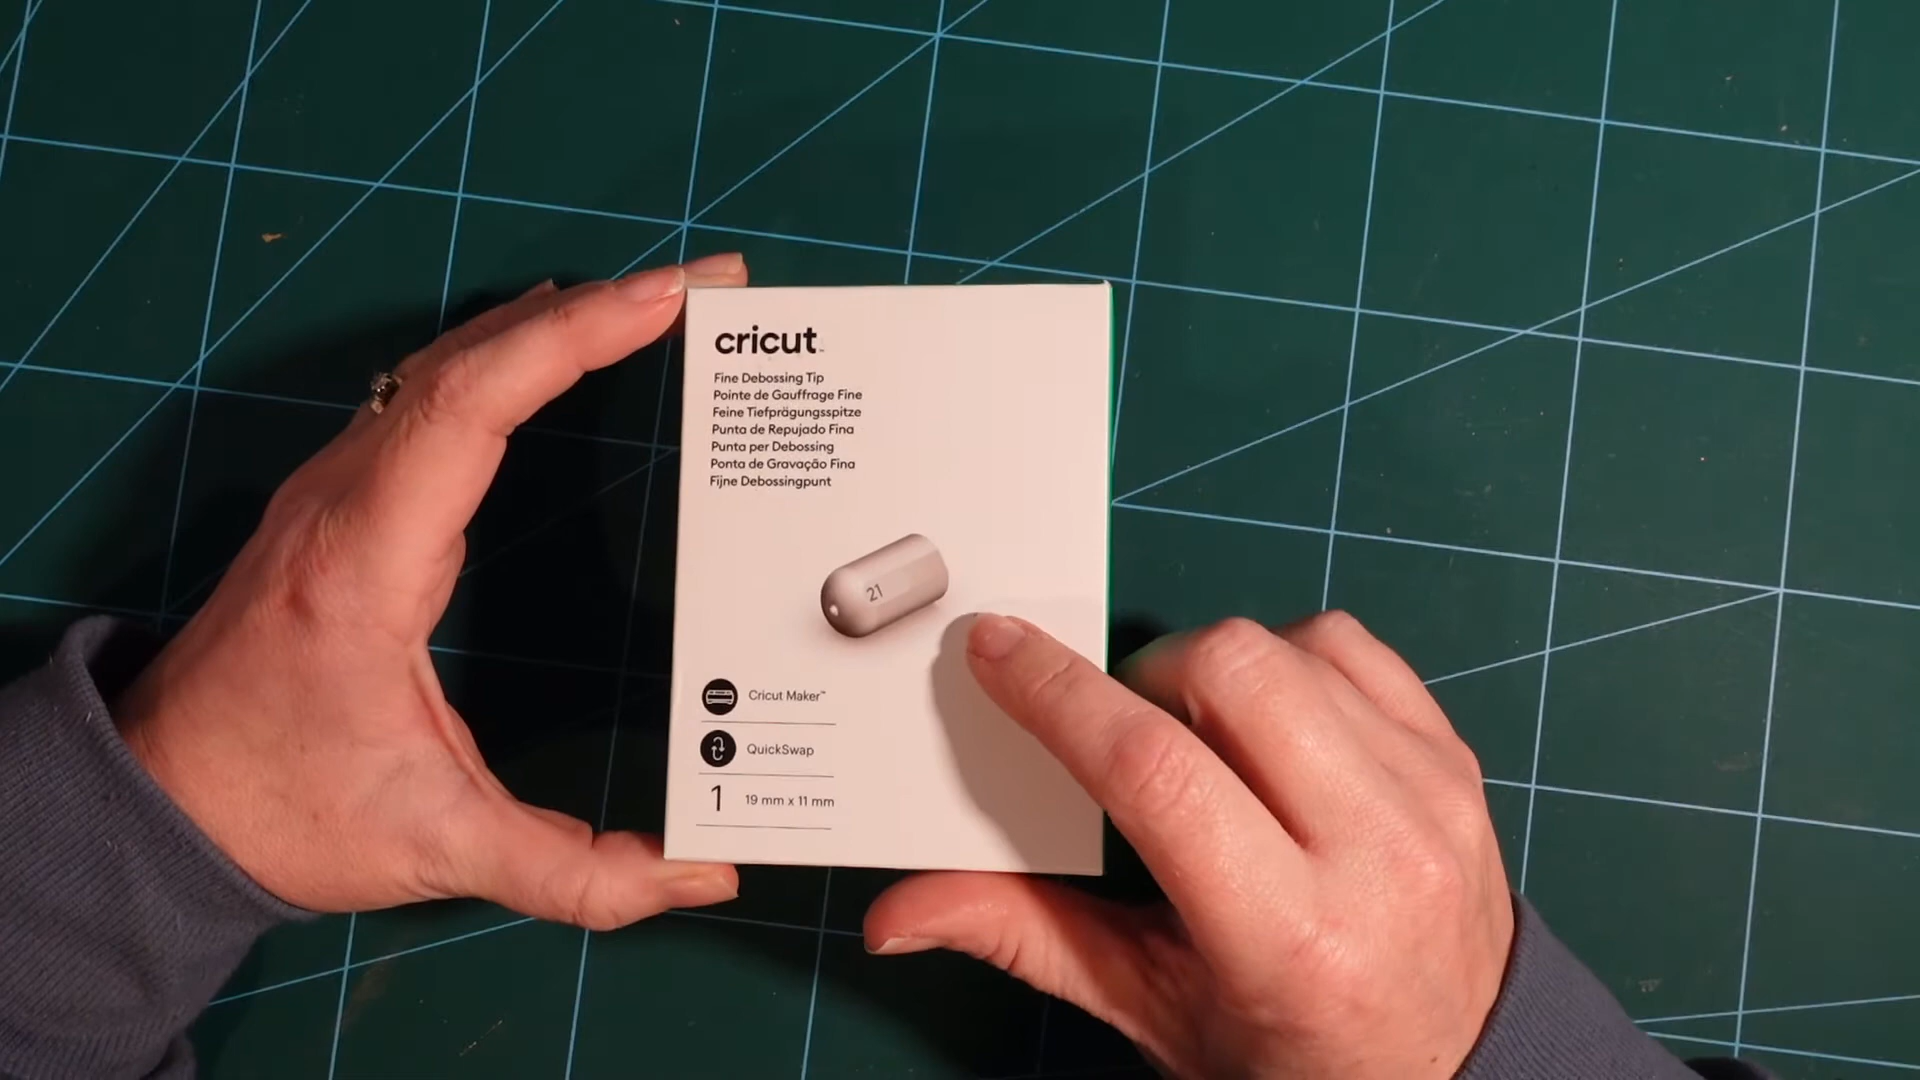 cricut™
Fine Debossing Tip
Pointe de Gauffrage Fine
Feine Tiefprägungsspitze
Punta de Repujado Fina
Punta per Debossing
Ponta de Gravação Fina
Fijne Debossingpunt
21
Cricut Maker™
QuickSwap
1 19 mm x 11 mm